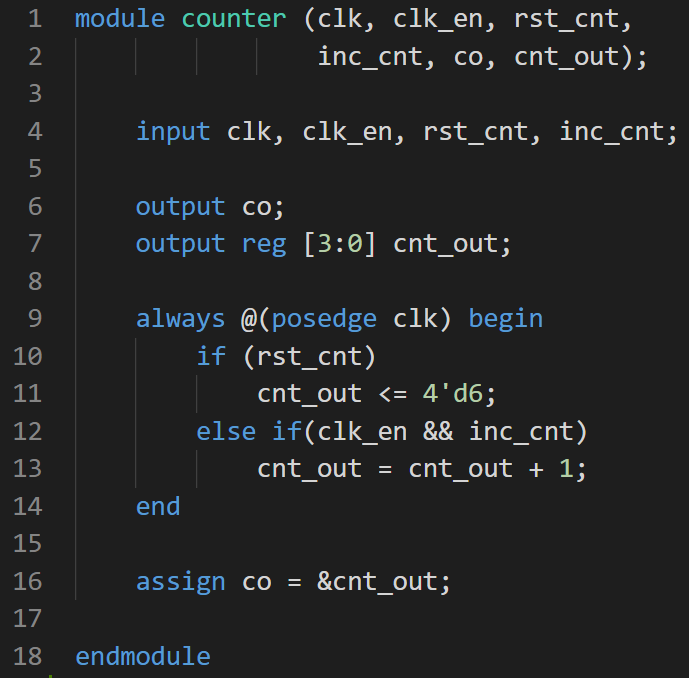 1 module counter (clk, clk_en, rst_cnt,
2 inc_cnt, co, cnt_out);
3
4 input clk, clk_en, rst_cnt, inc_cnt;
5
6 output co;
7 output reg [3:0] cnt_out;
8
9 always @(posedge clk) begin
10 if (rst_cnt)
11 cnt_out <= 4'd6;
12 else if(clk_en && inc_cnt)
13 cnt_out = cnt_out + 1;
14 end
15
16 assign co = &cnt_out;
17
18 endmodule